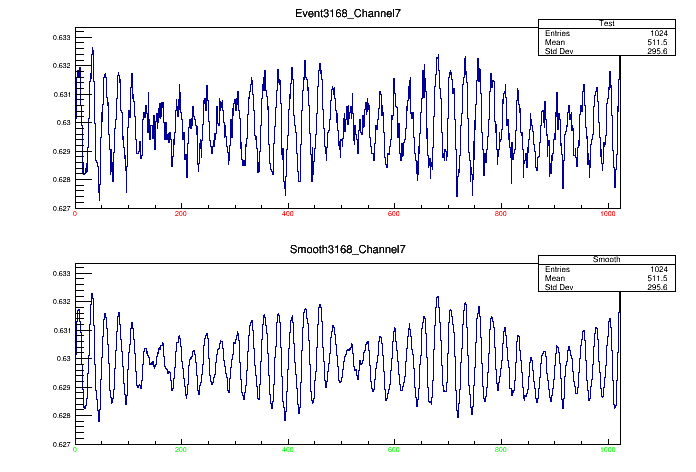 Event3168_Channel7
Test
Entries 1024
Mean 511.5
Std Dev 295.6
0.633
0.632
0.631
0.63
0.629
0.628
0.627
0 200 400 600 800 1000
Smooth3168_Channel7
Smooth
Entries 1024
Mean 511.5
Std Dev 295.6
0.633
0.632
0.631
0.63
0.629
0.628
0.627
0 200 400 600 800 1000